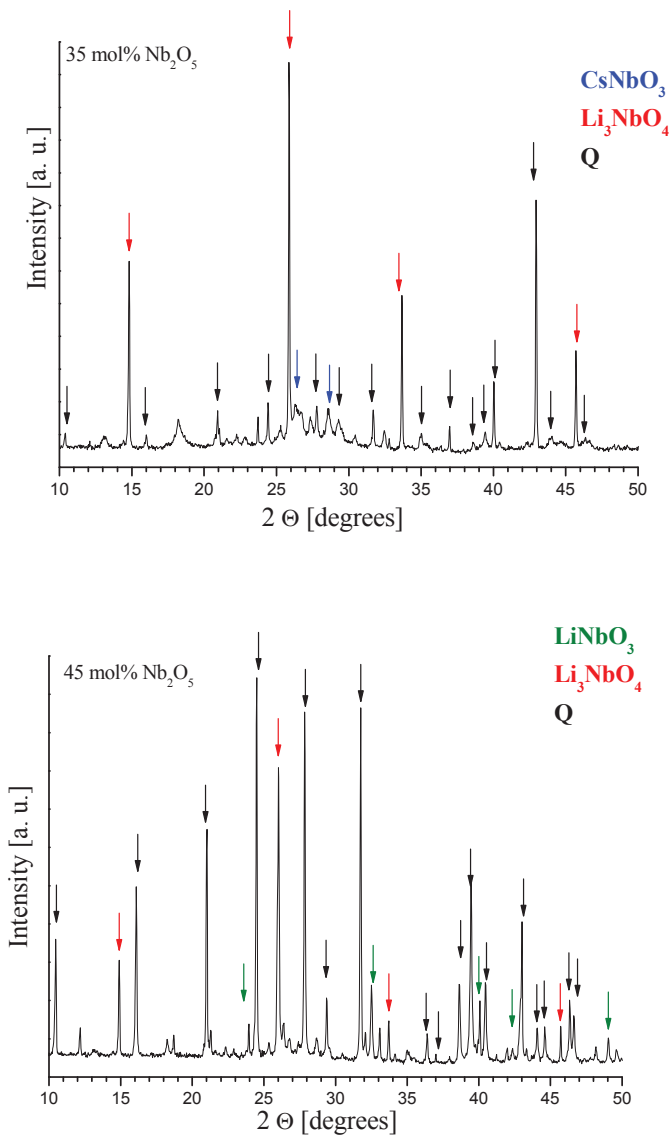 35 mol% Nb₂O₅
CsNbO₃
Li₃NbO₄
Q
Intensity [a. u.]
10 15 20 25 30 35 40 45 50
2 Θ [degrees]
LiNbO₃
Li₃NbO₄
Q
45 mol% Nb₂O₅
Intensity [a. u.]
10 15 20 25 30 35 40 45 50
2 Θ [degrees]